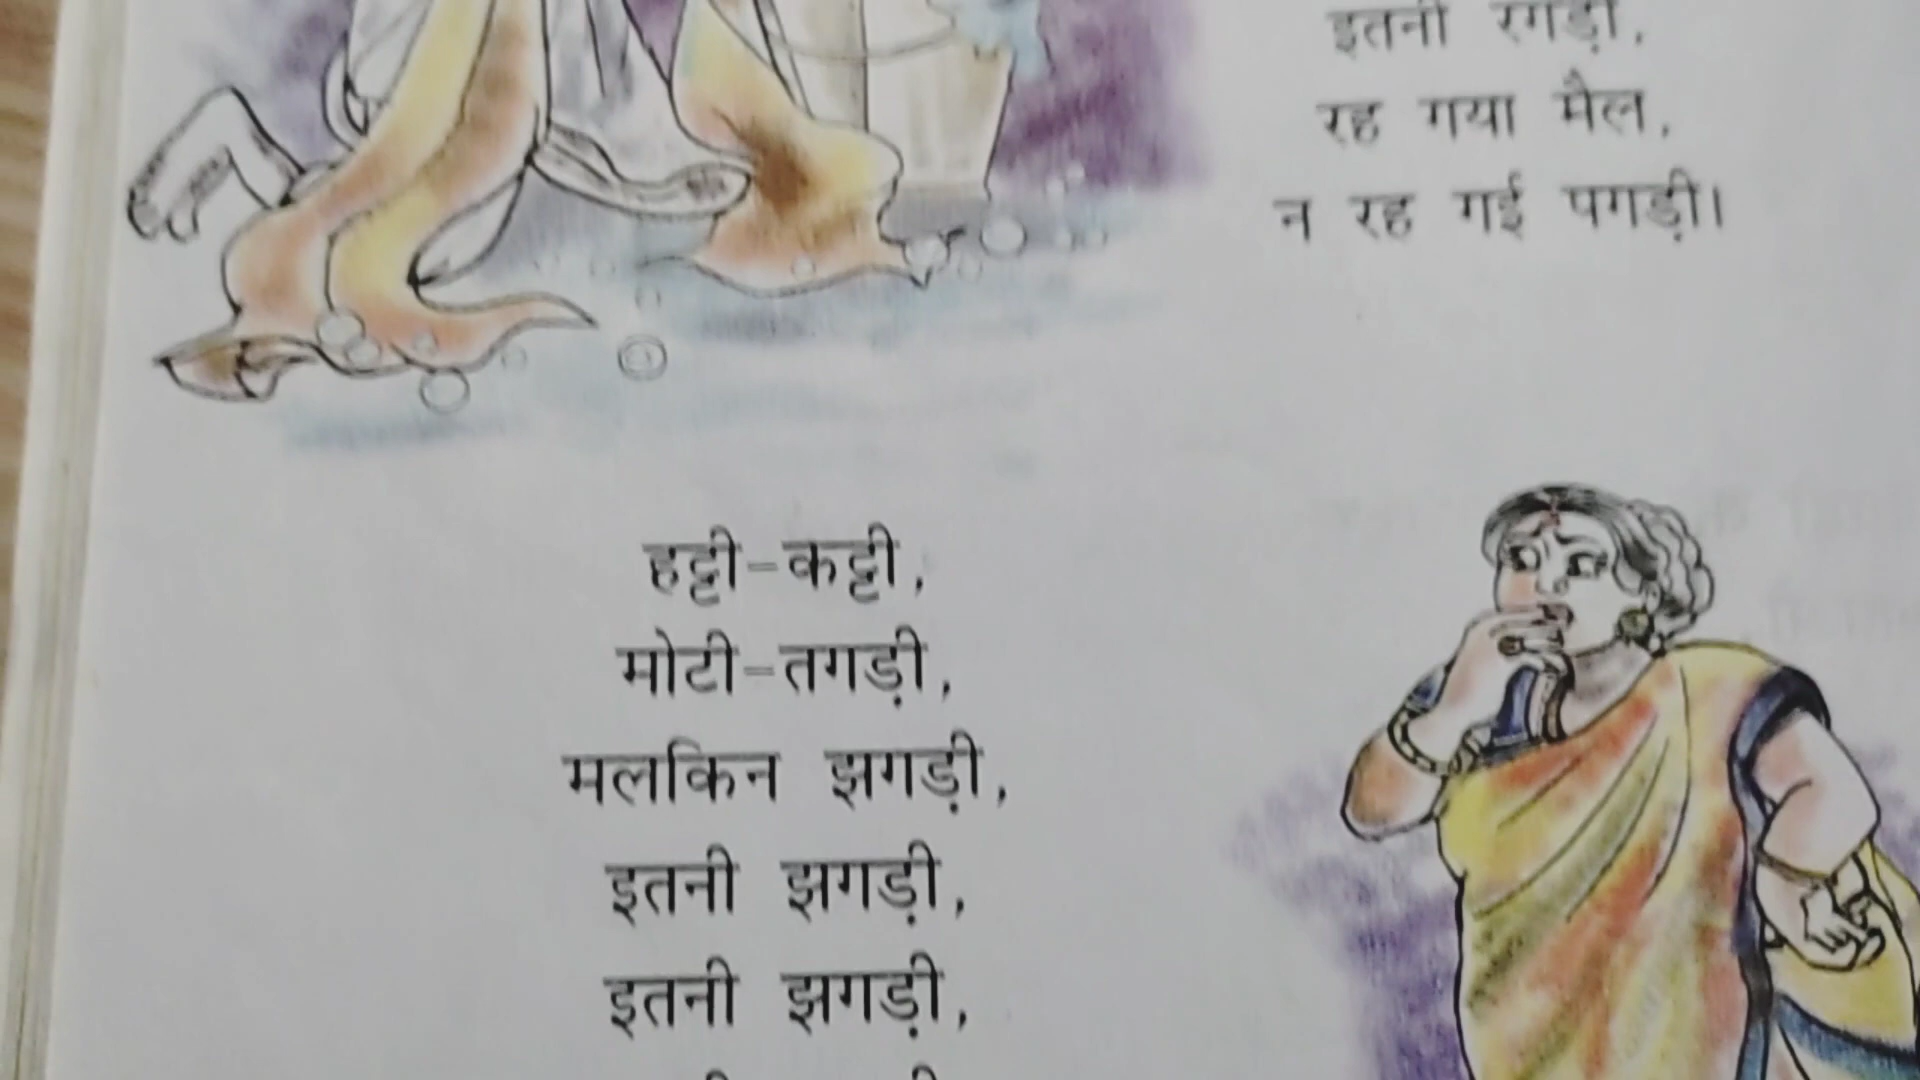 इतनी रगड़ी,
रह गया मैल,
न रह गई पगड़ी।
हट्टी-कट्टी,
मोटी-तगड़ी,
मलकिन झगड़ी,
इतनी झगड़ी,
इतनी झगड़ी,